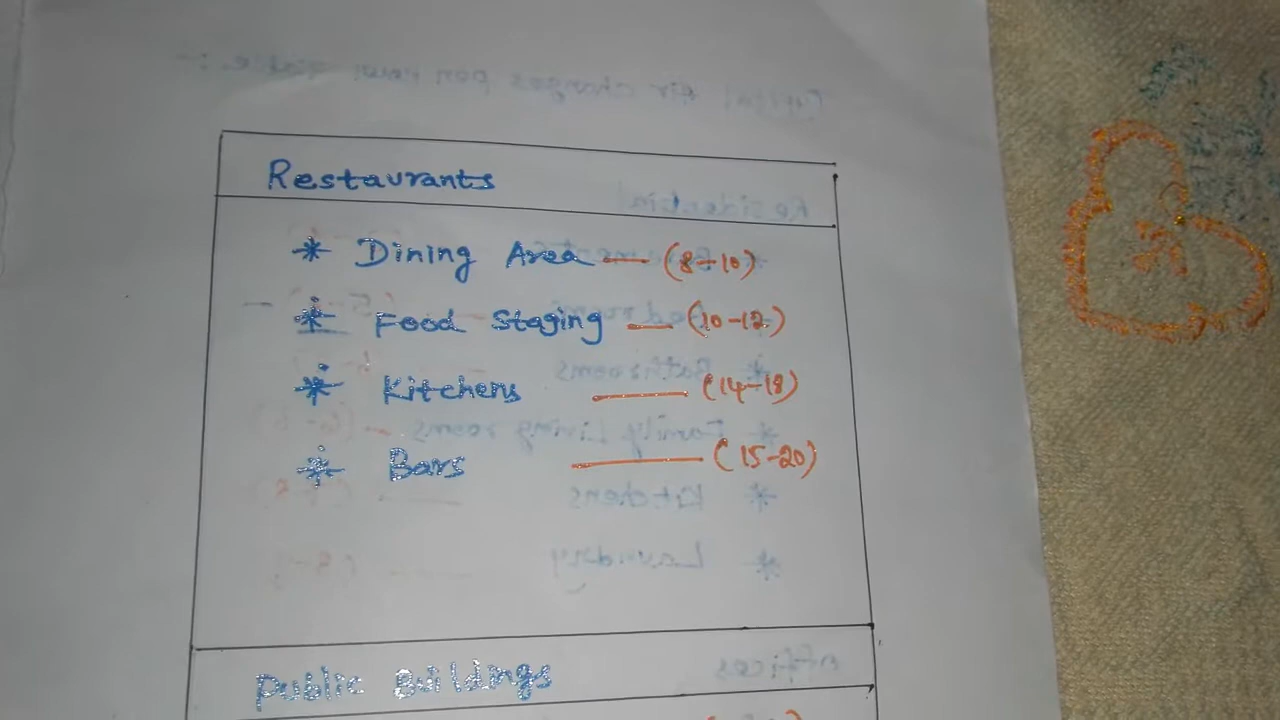 Restaurants
* Dining Area — (8-10)
* Food Staging — (10-12)
* Kitchens — (14-18)
* Bars — (15-20)
Public Buildings